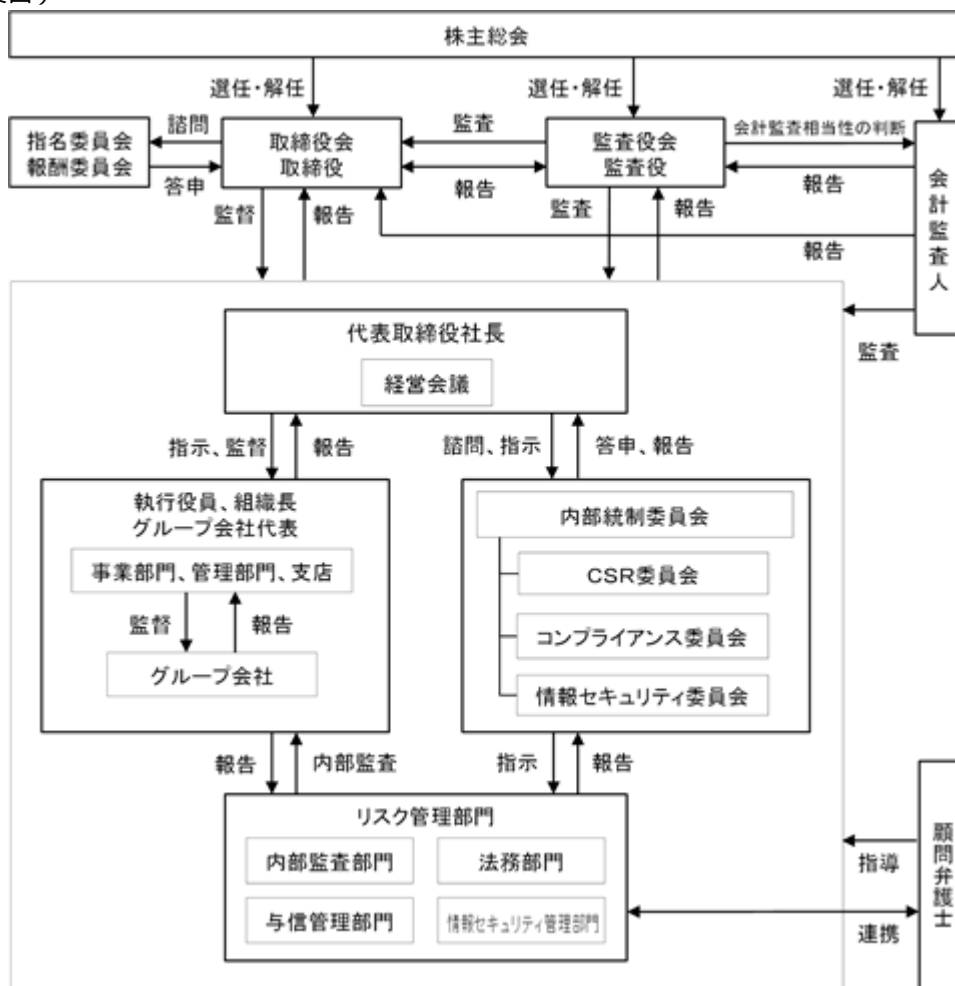 株主総会
選任・解任
選任・解任
選任・解任
指名委員会
報酬委員会
諮問
答申
取締役会
取締役
監査
報告
監査役会
監査役
会計監査相当性の判断
報告
会計監査人
監督
報告
監査
報告
報告
監査
代表取締役社長
経営会議
指示、監督
報告
諮問、指示
答申、報告
執行役員、組織長
グループ会社代表
事業部門、管理部門、支店
監督
報告
グループ会社
内部統制委員会
CSR委員会
コンプライアンス委員会
情報セキュリティ委員会
報告
内部監査
指示
報告
リスク管理部門
内部監査部門
法務部門
与信管理部門
情報セキュリティ管理部門
顧問弁護士
指導
連携